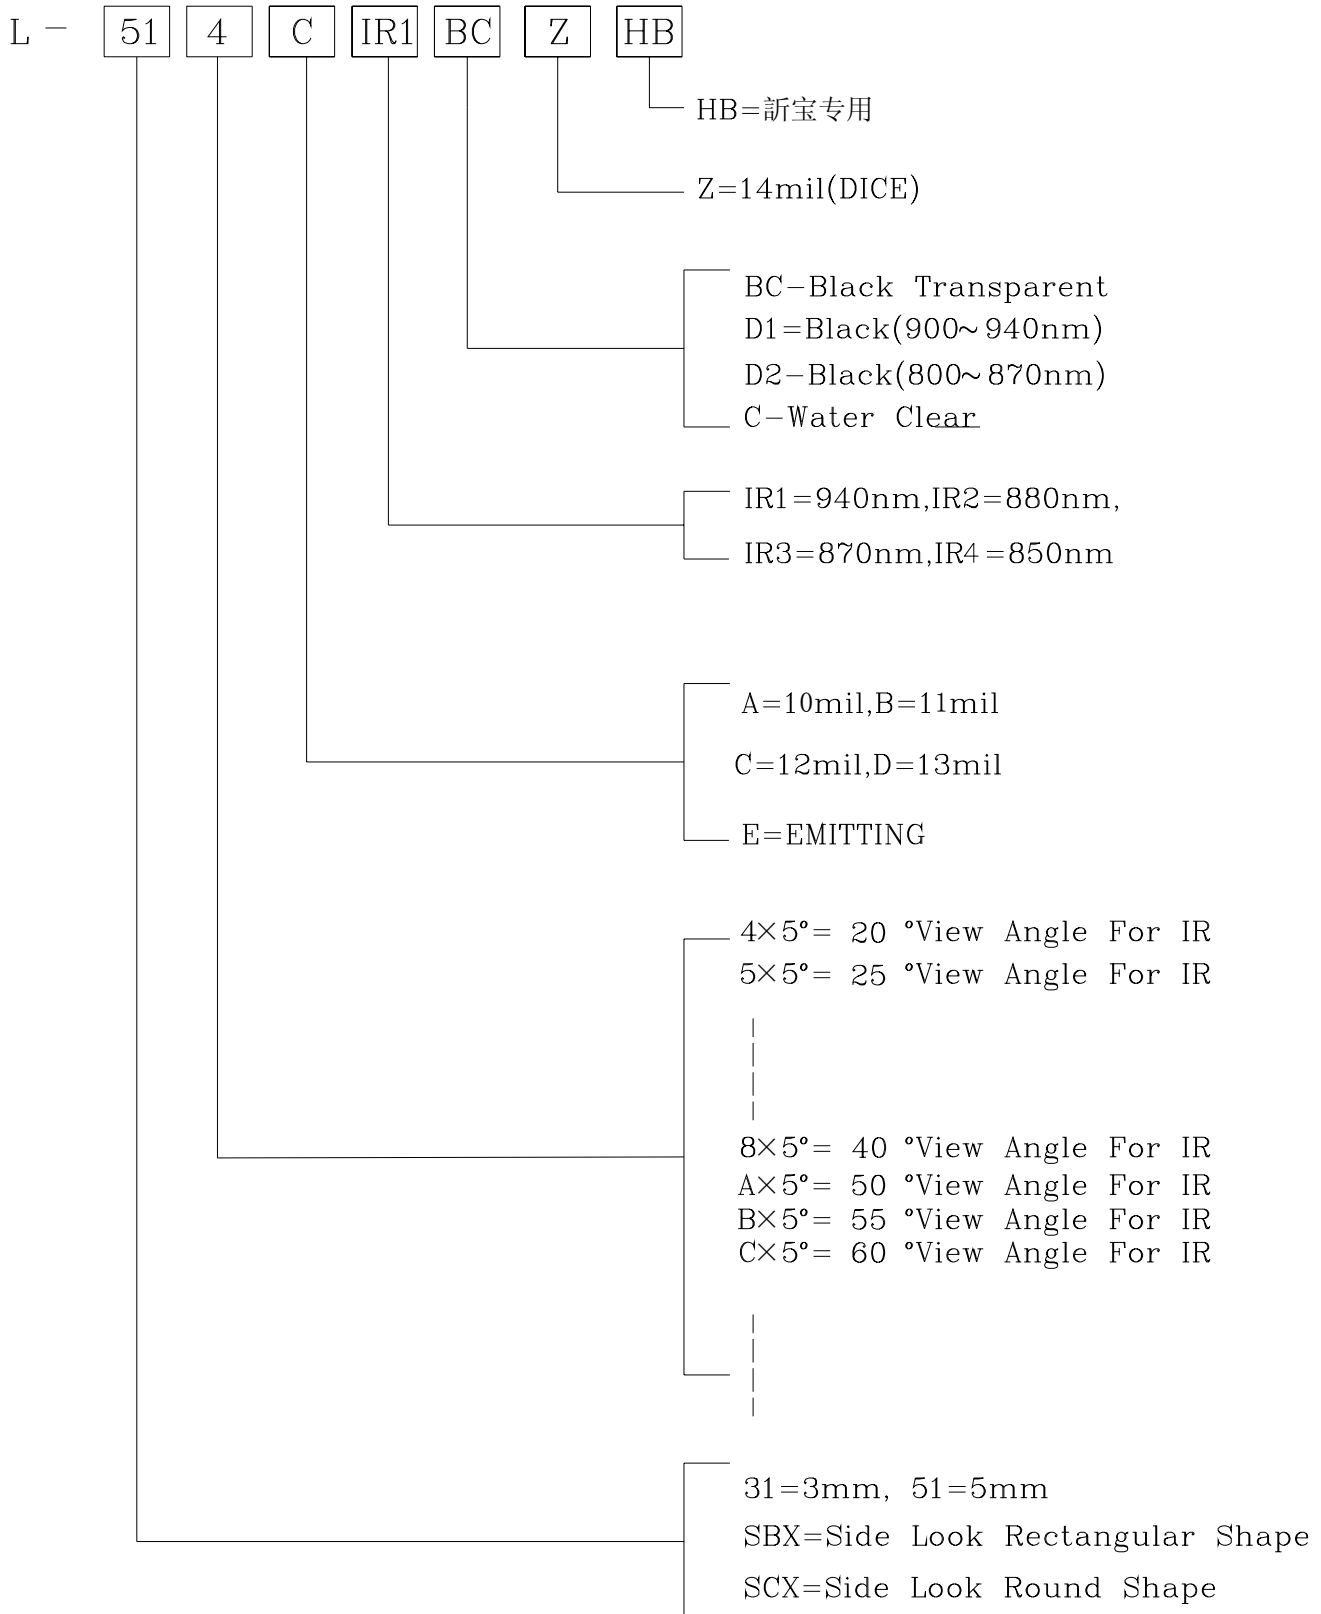 L- 51 4 C IR1 BC Z HB
HB=訢宝专用
Z=14mil(DICE)
BC-Black Transparent
D1=Black(900~940nm)
D2-Black(800~870nm)
C-Water Clear
IR1=940nm,IR2=880nm,
IR3=870nm,IR4=850nm
A=10mil,B=11mil
C=12mil,D=13mil
E=EMITTING
4×5°= 20 °View Angle For IR
5×5°= 25 °View Angle For IR
8×5°= 40 °View Angle For IR
A×5°= 50 °View Angle For IR
B×5°= 55 °View Angle For IR
C×5°= 60 °View Angle For IR
31=3mm, 51=5mm
SBX=Side Look Rectangular Shape
SCX=Side Look Round Shape